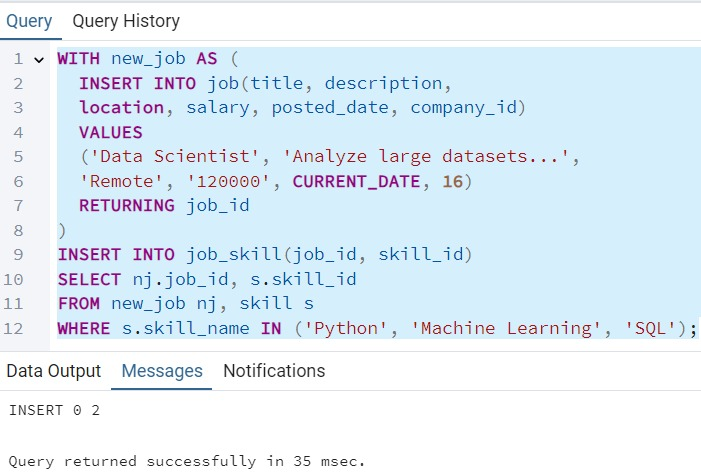 Query Query History
1 WITH new_job AS (
2 INSERT INTO job(title, description,
3 location, salary, posted_date, company_id)
4 VALUES
5 ('Data Scientist', 'Analyze large datasets...',
6 'Remote', '120000', CURRENT_DATE, 16)
7 RETURNING job_id
8 )
9 INSERT INTO job_skill(job_id, skill_id)
10 SELECT nj.job_id, s.skill_id
11 FROM new_job nj, skill s
12 WHERE s.skill_name IN ('Python', 'Machine Learning', 'SQL');
Data Output Messages Notifications
INSERT 0 2
Query returned successfully in 35 msec.